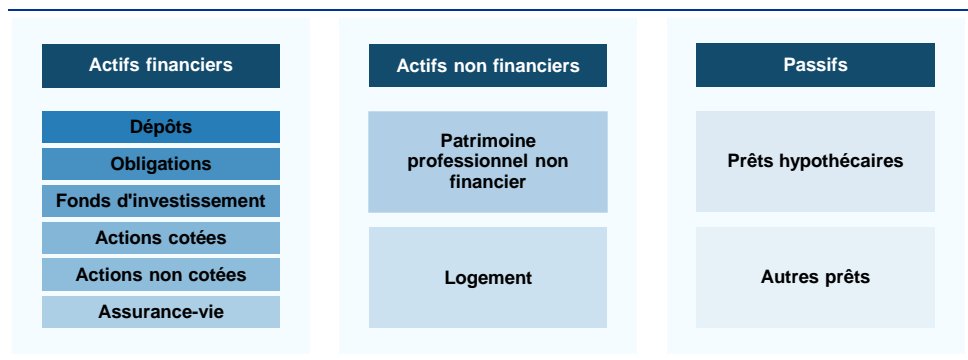 Actifs financiers
Dépôts
Obligations
Fonds d'investissement
Actions cotées
Actions non cotées
Assurance-vie
Actifs non financiers
Patrimoine
professionnel non
financier
Logement
Passifs
Prêts hypothécaires
Autres prêts